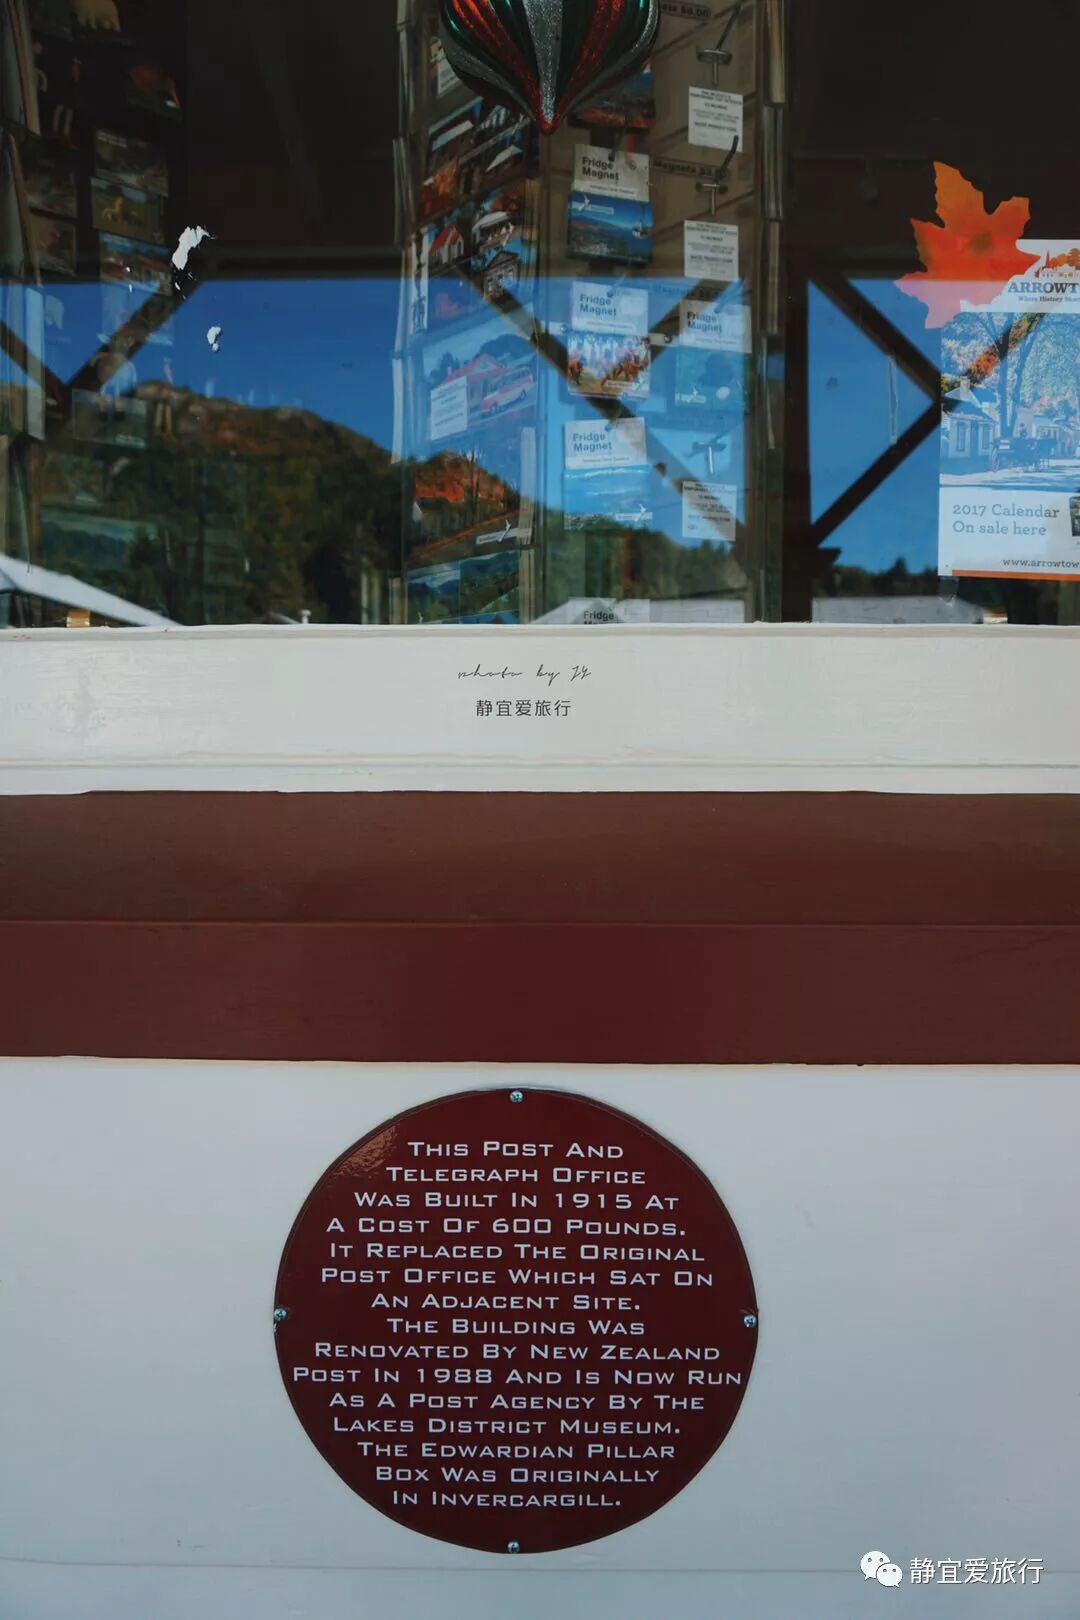 Fridge
Magnet
Fridge
Magnet
Fridge
Magnet
Fridge
Magnet
Fridge
ARROWT
2017 Calendar
On sale here
www.arrowtow
photo by JY
静宜爱旅行
THIS POST AND
TELEGRAPH OFFICE
WAS BUILT IN 1915 AT
A COST OF 600 POUNDS.
IT REPLACED THE ORIGINAL
POST OFFICE WHICH SAT ON
AN ADJACENT SITE.
THE BUILDING WAS
RENOVATED BY NEW ZEALAND
POST IN 1988 AND IS NOW RUN
AS A POST AGENCY BY THE
LAKES DISTRICT MUSEUM.
THE EDWARDIAN PILLAR
BOX WAS ORIGINALLY
IN INVERCARGILL.
静宜爱旅行